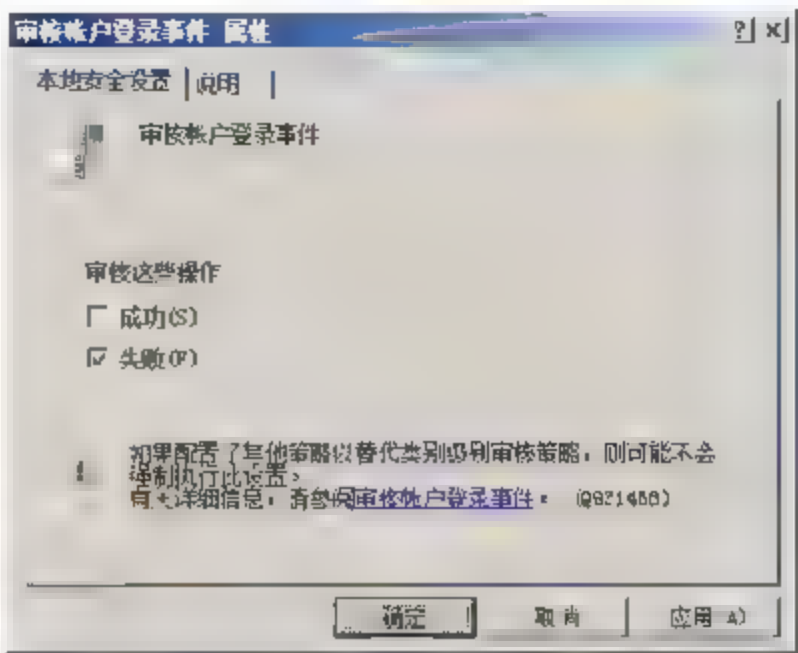 审核帐户登录事件 属性
本地安全设置 说明
审核帐户登录事件
审核这些操作
成功(S)
失败(F)
如果配置了其他策略以替代类别级别审核策略，则可能不会
强制执行此设置。
有关详细信息，请参阅审核帐户登录事件。 (Q921468)
确定 取消 应用(A)